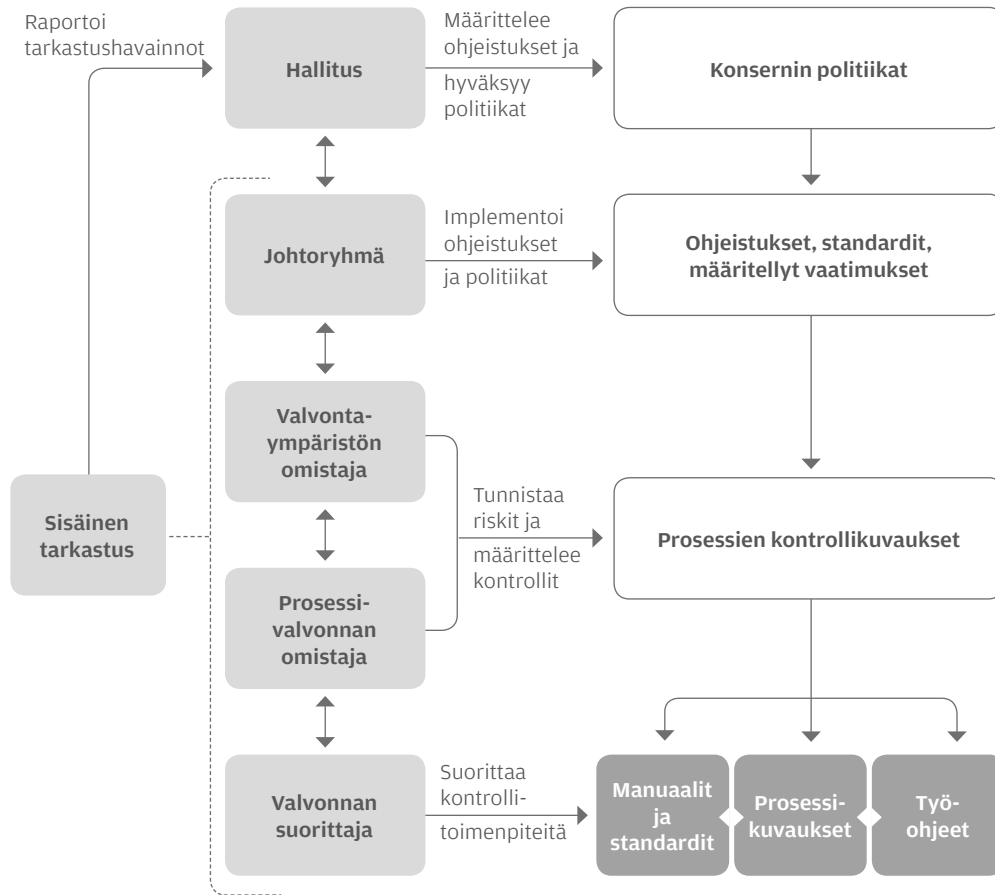 Raportoi
tarkastushavainnot
Hallitus
Määrittelee
ohjeistukset ja
hyväksyy
politiikat
Konsernin politiikat
Johtoryhmä
Implementoi
ohjeistukset
ja politiikat
Ohjeistukset, standardit,
määritellyt vaatimukset
Valvonta-
ympäristön
omistaja
Sisäinen
tarkastus
Tunnistaa
riskit ja
määrittelee
kontrollit
Prosessien kontrollikuvaukset
Prosessi-
valvonnan
omistaja
Valvonnan
suorittaja
Suorittaa
kontrolli-
toimenpiteitä
Manuaalit
ja
standardit
Prosessi-
kuvaukset
Työ-
ohjeet